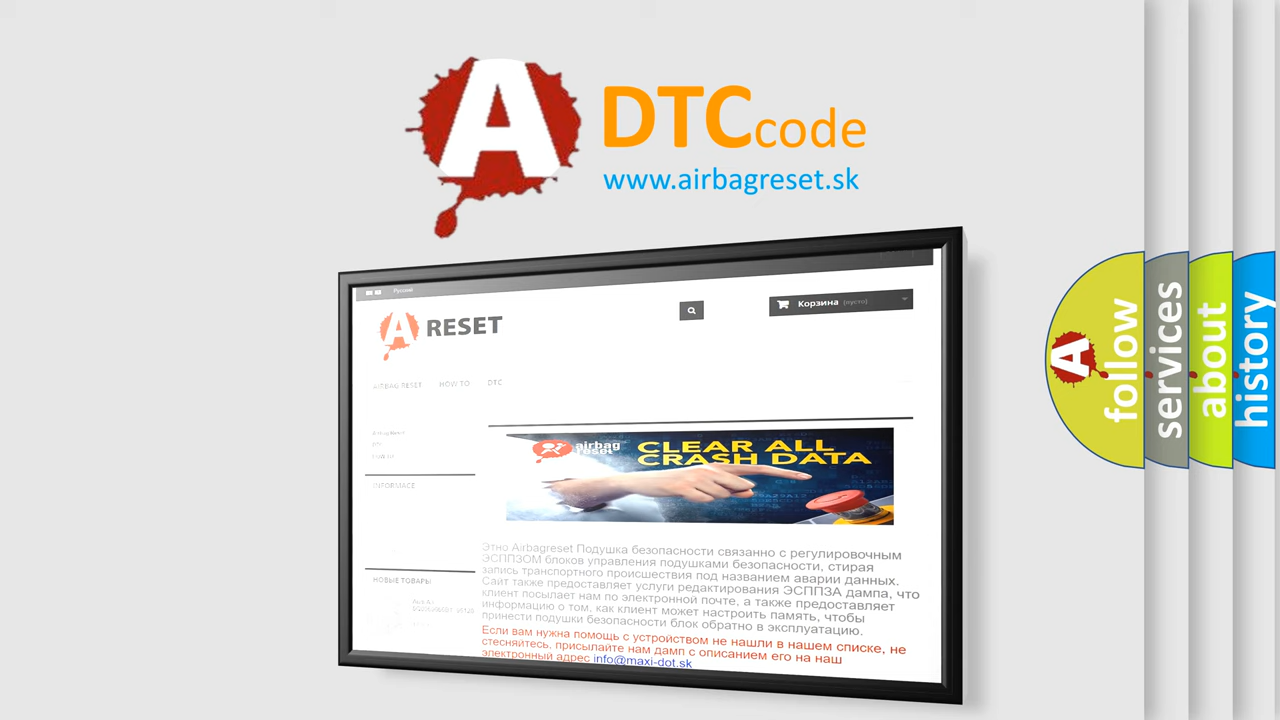 A
DTCcode
www.airbagreset.sk
Русский
A RESET
Корзина (пусто)
AIRBAG RESET HOW TO DTC
INFORMACE
НОВЫЕ ТОВАРЫ
airbag
reset
CLEAR ALL
CRASH DATA
Этно Airbagreset Подушка безопасности связанно с регулировочным
ЭСППЗОМ блоков управления подушками безопасности, стирая
запись транспортного происшествия под названием аварии данных.
Сайт также предоставляет услуги редактирования ЭСППЗА дампа, что
клиент посылает нам по электронной почте, а также предоставляет
информацию о том, как клиент может настроить память, чтобы
принести подушки безопасности блок обратно в эксплуатацию.
Если вам нужна помощь с устройством не нашли в нашем списке, не
стесняйтесь, присылайте нам дамп с описанием его на наш
электронный адрес info@maxi-dot.sk
A
follow
services
about
history